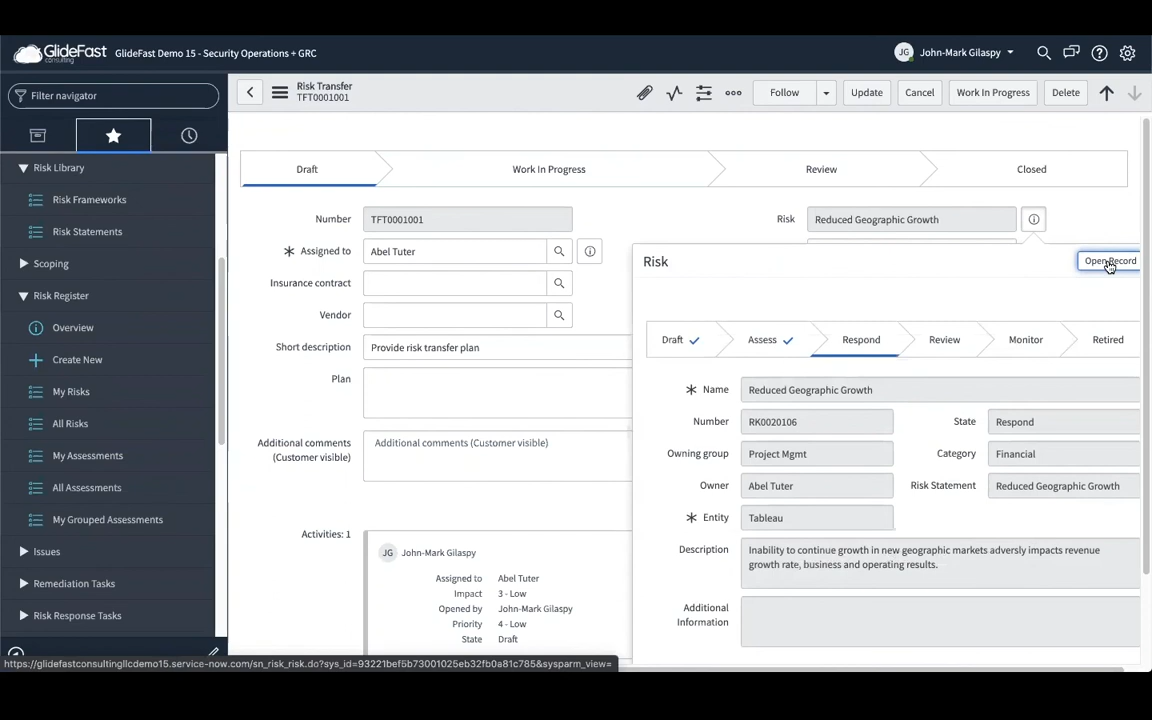 GlideFast
consulting
GlideFast Demo 15 - Security Operations + GRC
JG
John-Mark Gilaspy
Filter navigator
Risk Transfer
TFT0001001
Follow
Update
Cancel
Work In Progress
Delete
Risk Library
Risk Frameworks
Risk Statements
Scoping
Risk Register
Overview
Create New
My Risks
All Risks
My Assessments
All Assessments
My Grouped Assessments
Issues
Remediation Tasks
Risk Response Tasks
Draft
Work In Progress
Review
Closed
Number
TFT0001001
Risk
Reduced Geographic Growth
Assigned to
Abel Tuter
Insurance contract
Vendor
Short description
Provide risk transfer plan
Plan
Additional comments
(Customer visible)
Additional comments (Customer visible)
Activities: 1
JG
John-Mark Gilaspy
Assigned to
Abel Tuter
Impact
3 - Low
Opened by
John-Mark Gilaspy
Priority
4 - Low
State
Draft
Risk
Open Record
Draft
Assess
Respond
Review
Monitor
Retired
Name
Reduced Geographic Growth
Number
RK0020106
State
Respond
Owning group
Project Mgmt
Category
Financial
Owner
Abel Tuter
Risk Statement
Reduced Geographic Growth
Entity
Tableau
Description
Inability to continue growth in new geographic markets adversly impacts revenue
growth rate, business and operating results.
Additional
Information
https://glidefastconsultingllcdemo15.service-now.com/sn_risk_risk.do?sys_id=93221bef5b73001025eb32fb0a81c785&sysparm_view=